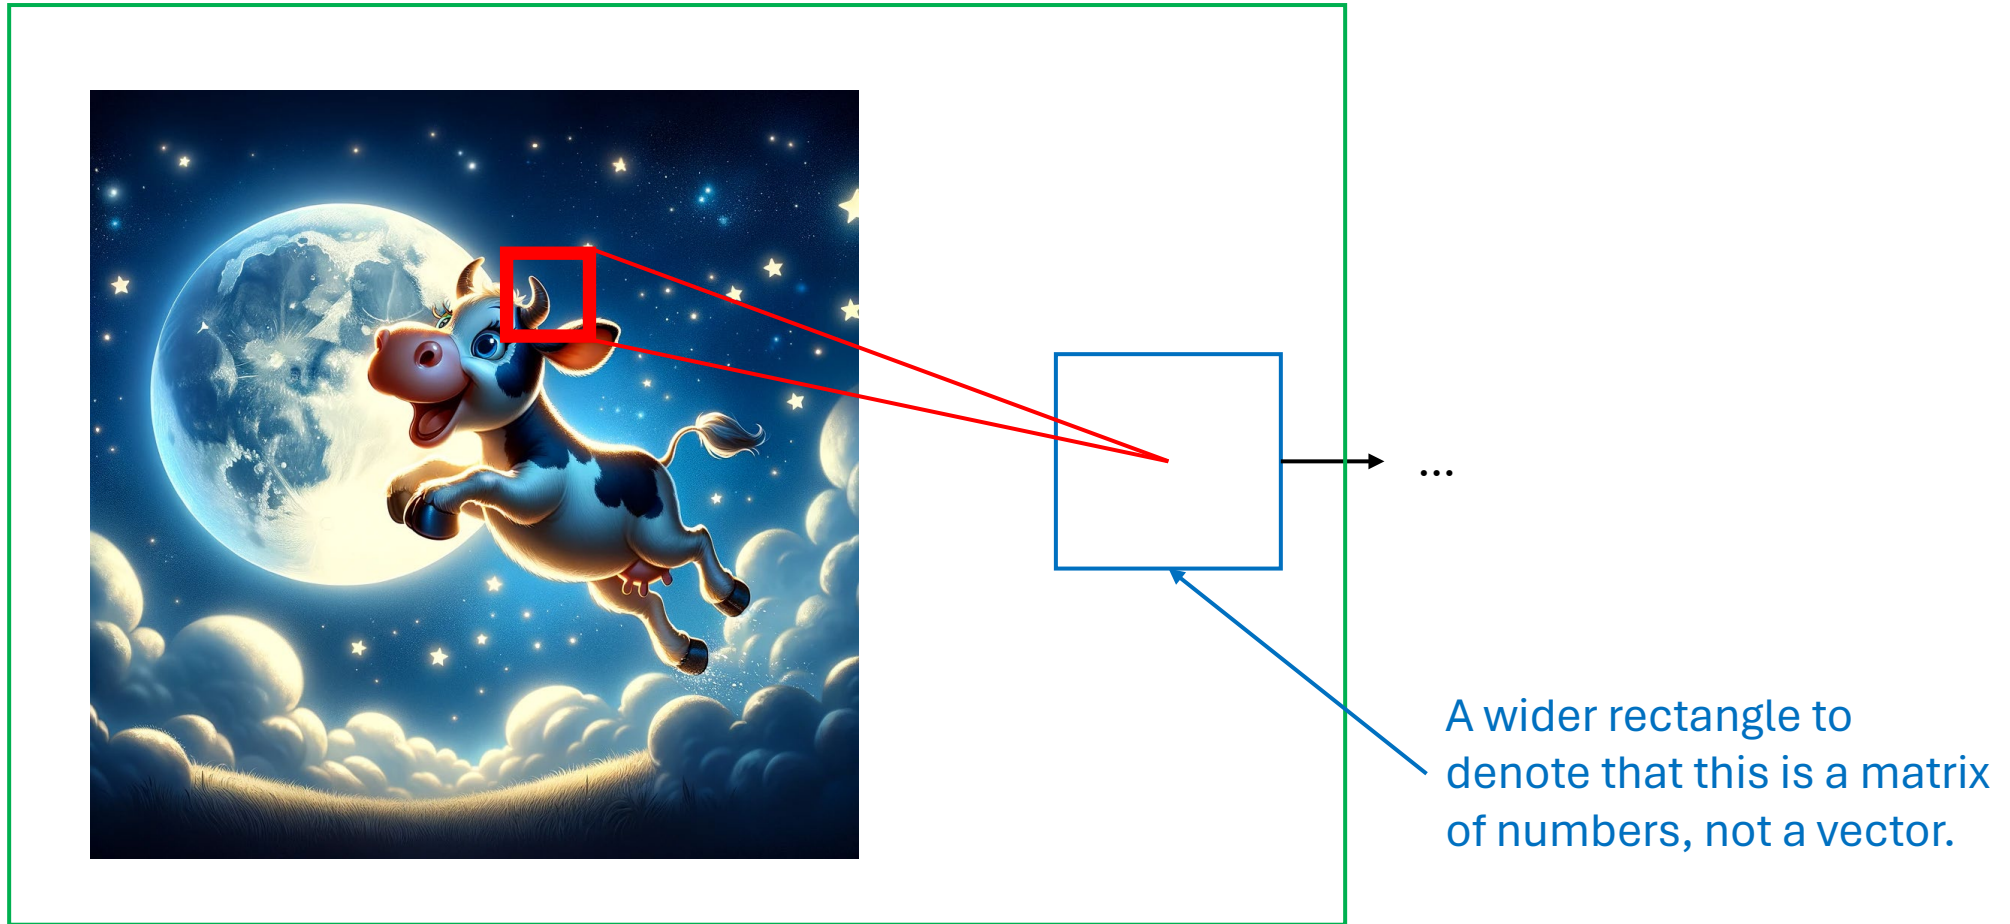 ...
A wider rectangle to
denote that this is a matrix
of numbers, not a vector.